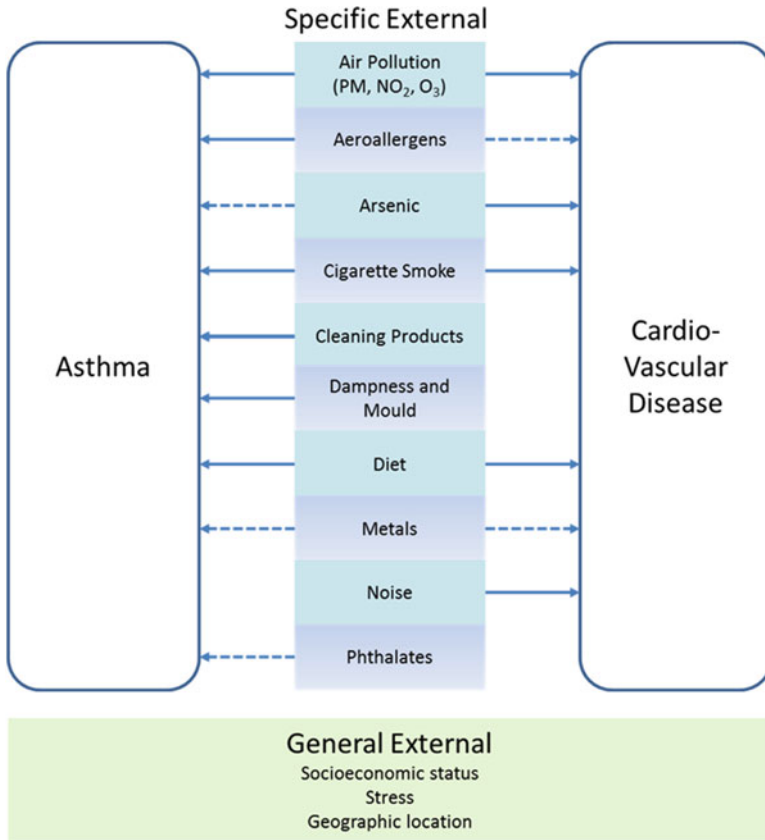 Specific External
Air Pollution
(PM, NO₂, O₃)
Aeroallergens
Arsenic
Cigarette Smoke
Cleaning Products
Dampness and
Mould
Diet
Metals
Noise
Phthalates
Asthma
Cardio-
Vascular
Disease
General External
Socioeconomic status
Stress
Geographic location